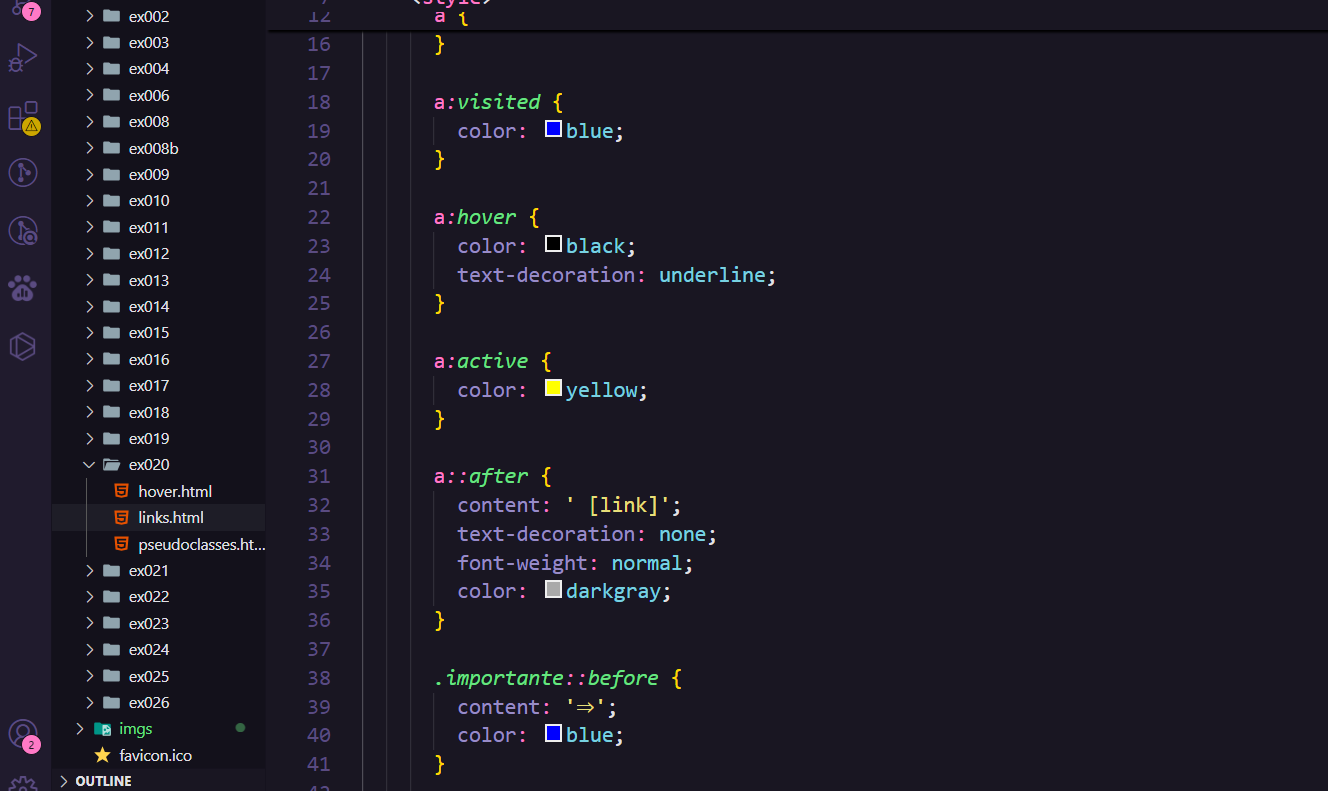 7
2
ex002
ex003
ex004
ex006
ex008
ex008b
ex009
ex010
ex011
ex012
ex013
ex014
ex015
ex016
ex017
ex018
ex019
ex020
hover.html
links.html
pseudoclasses.ht...
ex021
ex022
ex023
ex024
ex025
ex026
imgs
favicon.ico
OUTLINE
<style>
12 a {
16 }
17
18 a:visited {
19 color: blue;
20 }
21
22 a:hover {
23 color: black;
24 text-decoration: underline;
25 }
26
27 a:active {
28 color: yellow;
29 }
30
31 a::after {
32 content: ' [link]';
33 text-decoration: none;
34 font-weight: normal;
35 color: darkgray;
36 }
37
38 .importante::before {
39 content: '⇒';
40 color: blue;
41 }